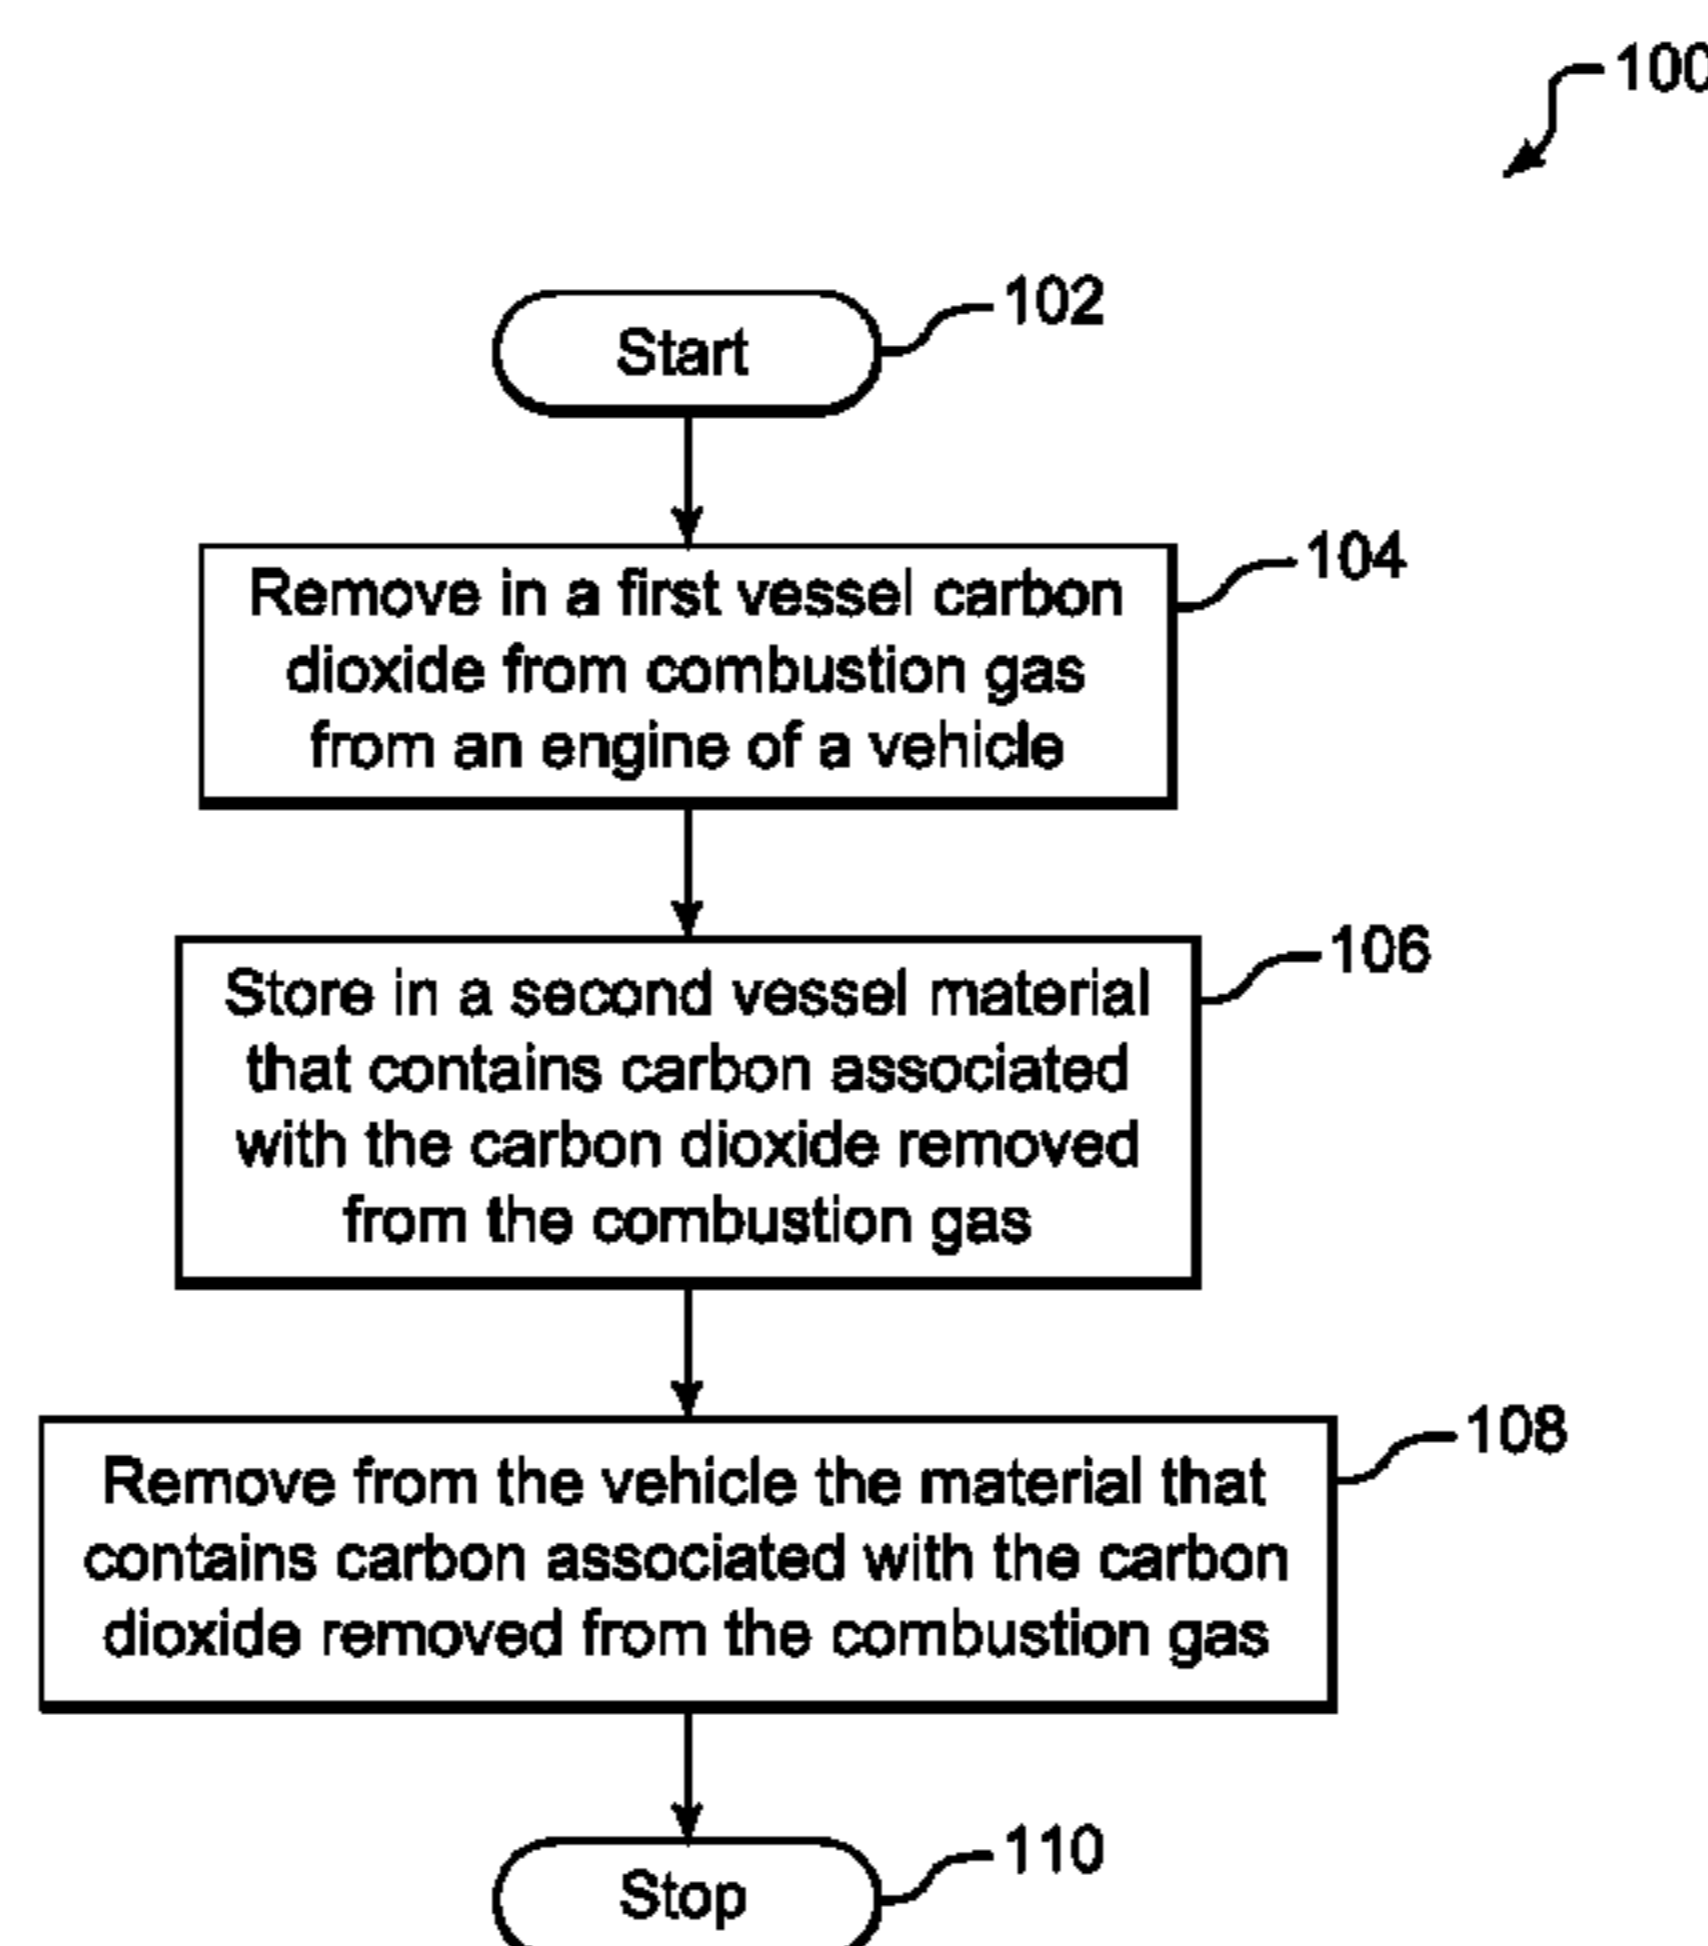 100
102
Start
104
Remove in a first vessel carbon
dioxide from combustion gas
from an engine of a vehicle
106
Store in a second vessel material
that contains carbon associated
with the carbon dioxide removed
from the combustion gas
108
Remove from the vehicle the material that
contains carbon associated with the carbon
dioxide removed from the combustion gas
110
Stop